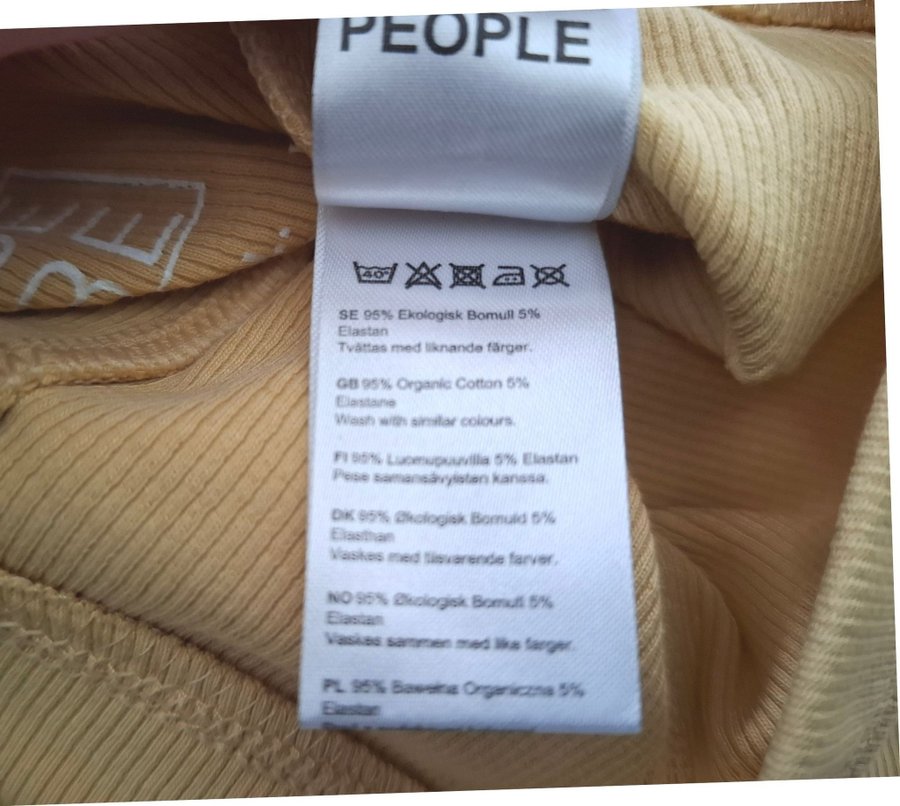 PEOPLE
40°
SE 95% Ekologisk Bomull 5%
Elastan
Tvättas med liknande färger.
GB 95% Organic Cotton 5%
Elastane
Wash with similar colours.
FI 95% Luomupuuvilla 5% Elastan
Pese samansävyisten kanssa.
DK 95% Økologisk Bomuld 5%
Elasthan
Vaskes med tilsvarende farver.
NO 95% Økologisk Bomull 5%
Elastan
Vaskes sammen med like farger.
PL 95% Bawełna Organiczna 5%
Elastan